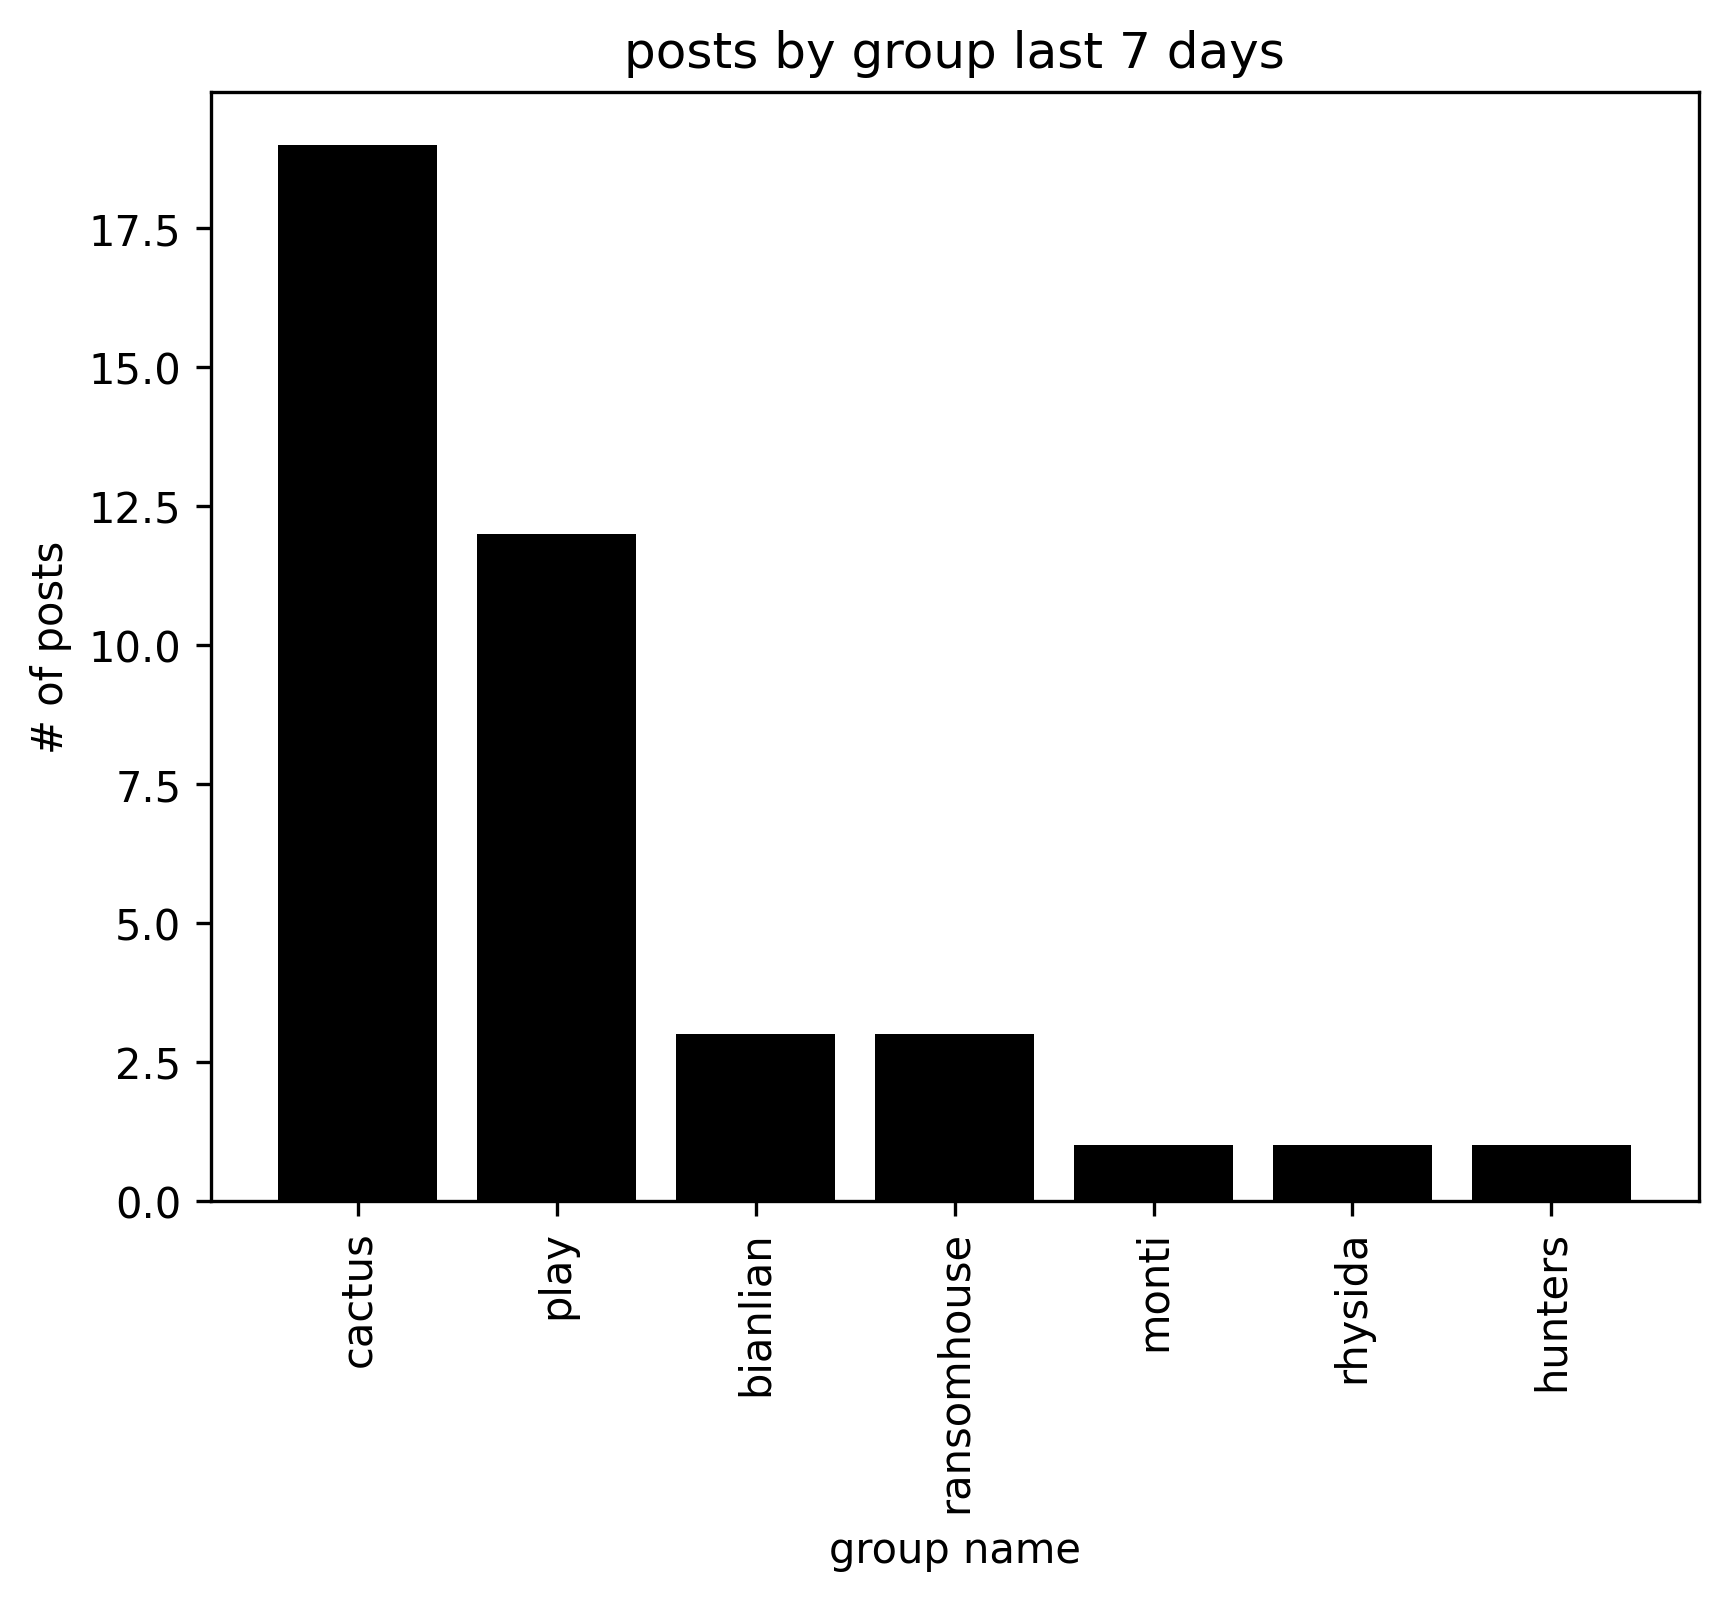 posts by group last 7 days
# of posts
17.5
15.0
12.5
10.0
7.5
5.0
2.5
0.0
cactus
play
bianlian
ransomhouse
monti
rhysida
hunters
group name